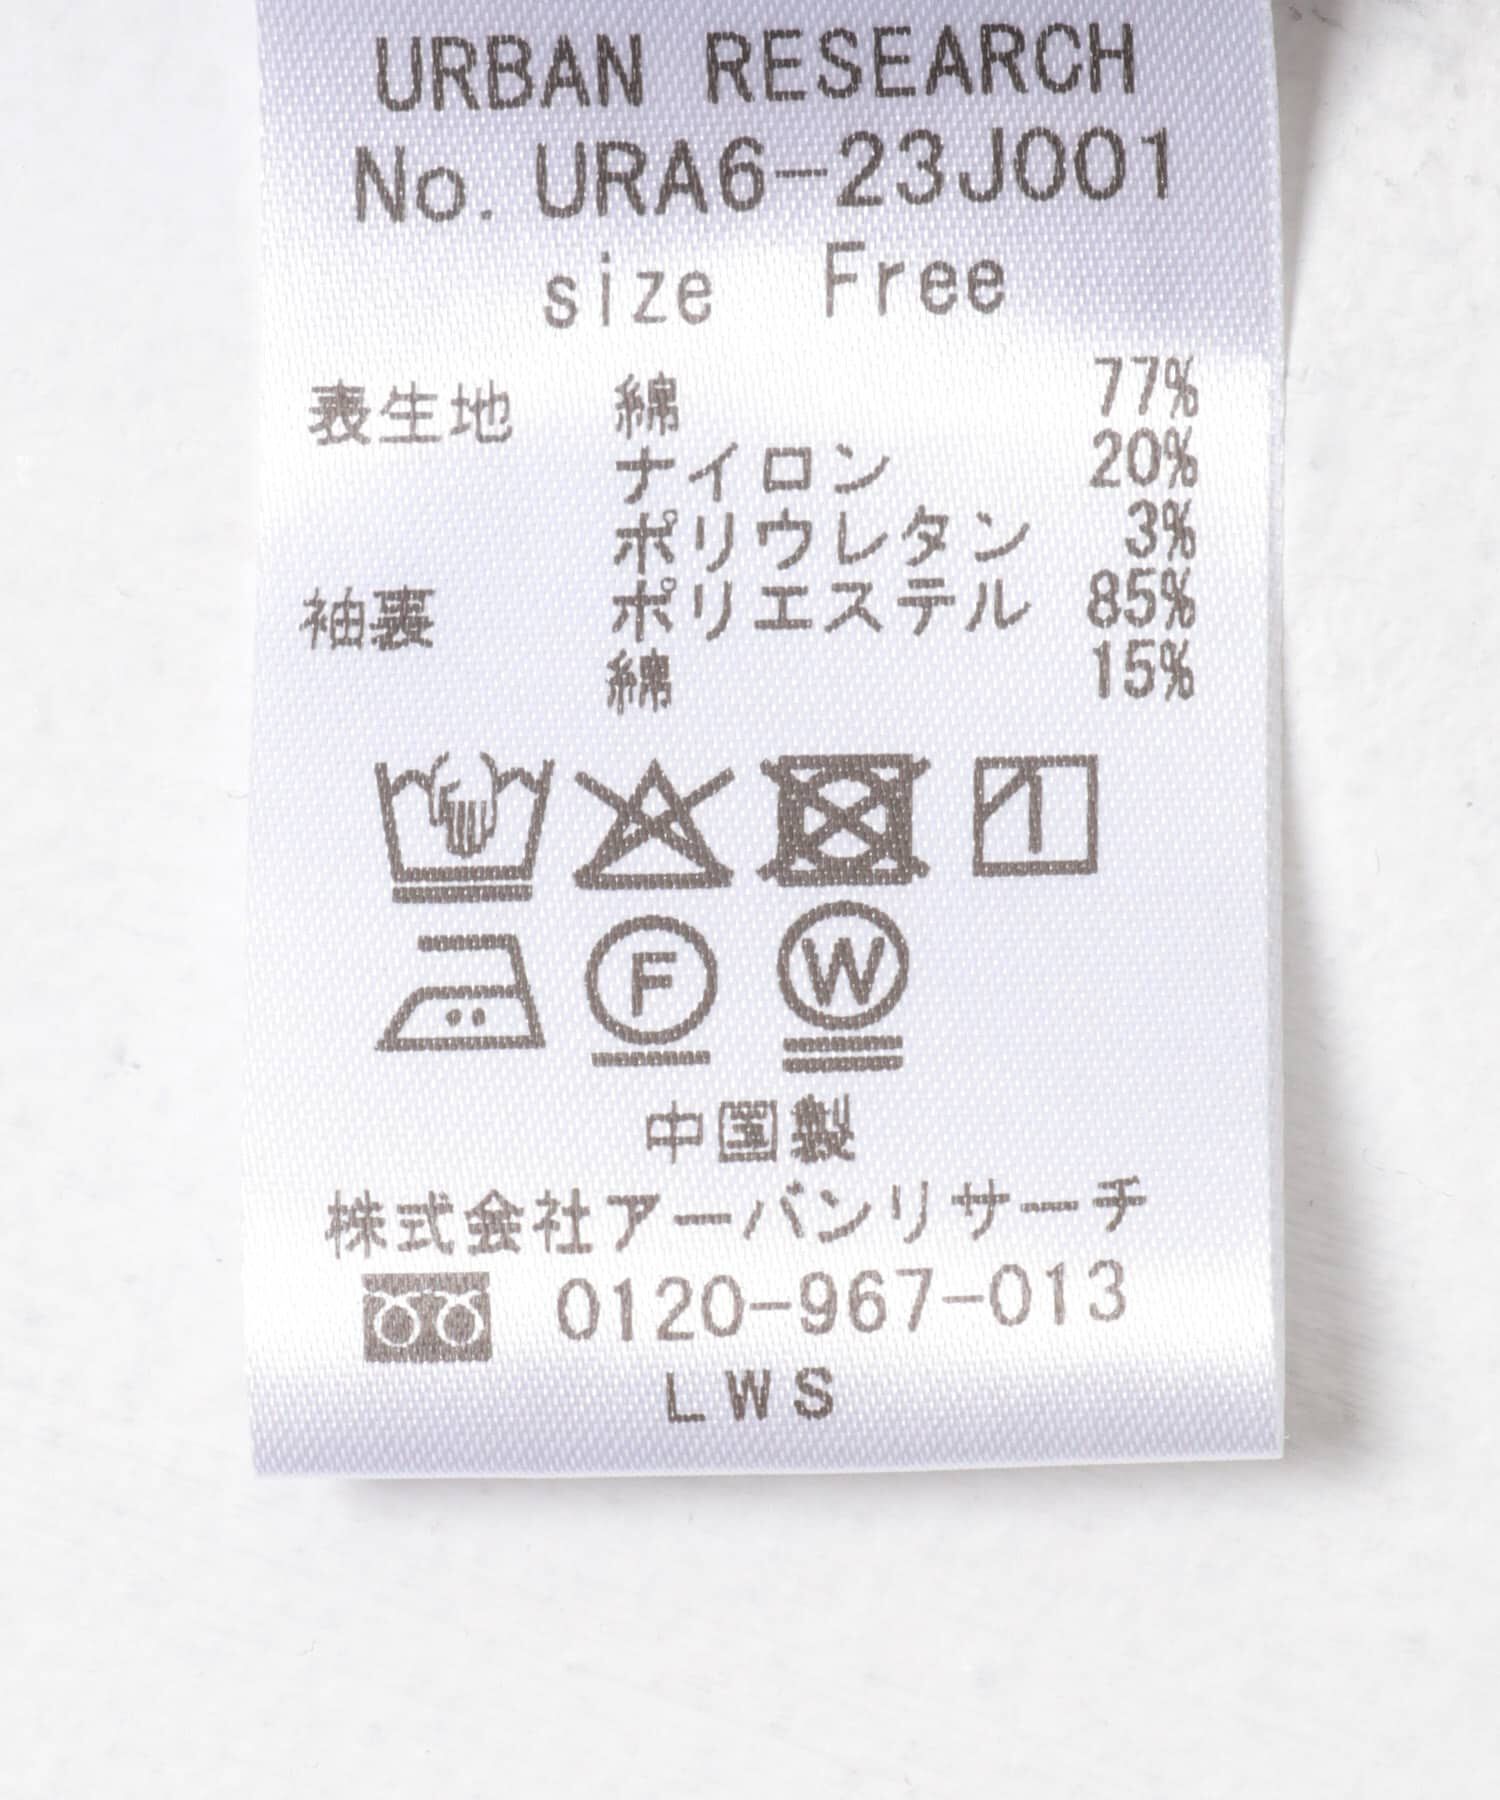 URBAN RESEARCH
No. URA6-23J001
size Free
表生地 綿 77%
ナイロン 20%
ポリウレタン 3%
袖裏 ポリエステル 85%
綿 15%
F W
中国製
株式会社アーバンリサーチ
0120-967-013
LWS